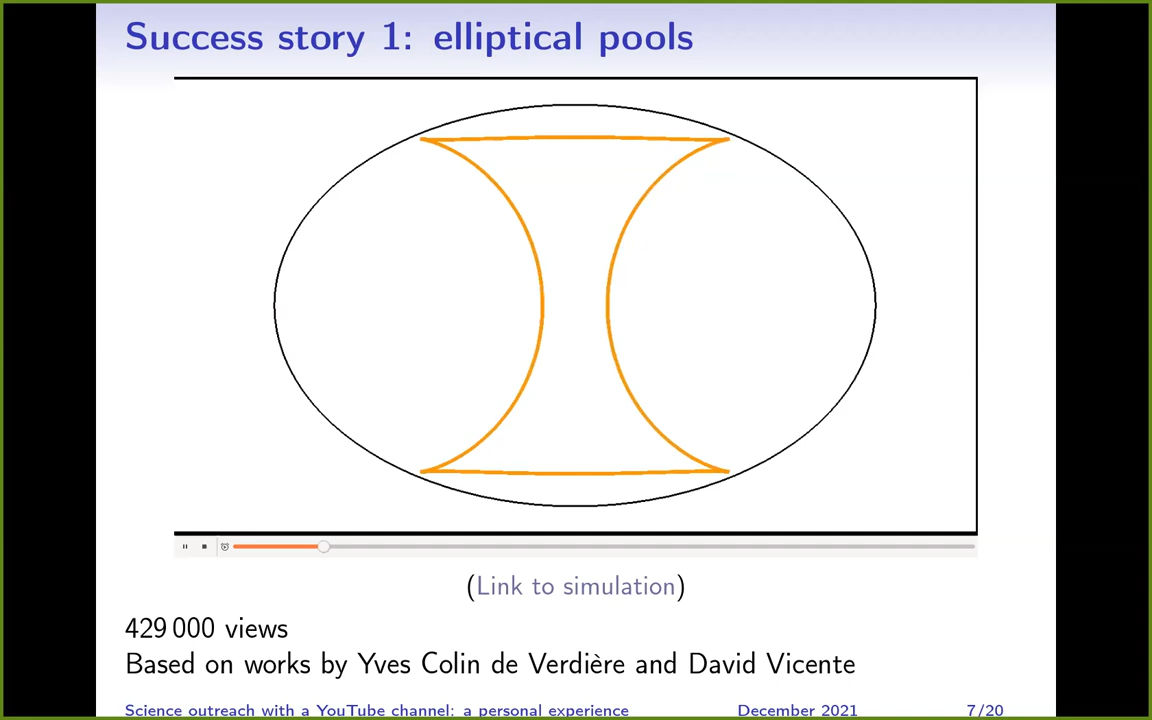 Success story 1: elliptical pools
(Link to simulation)
429 000 views
Based on works by Yves Colin de Verdière and David Vicente
Science outreach with a YouTube channel: a personal experience December 2021 7/20